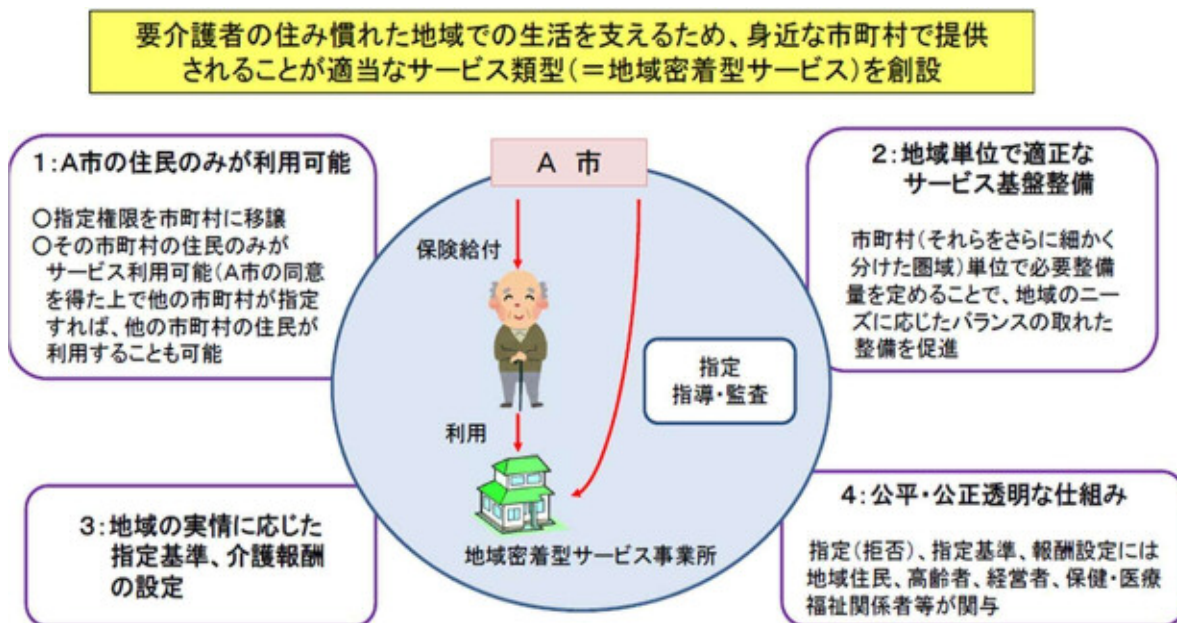 要介護者の住み慣れた地域での生活を支えるため、身近な市町村で提供
されることが適当なサービス類型(=地域密着型サービス)を創設
1:A市の住民のみが利用可能
○指定権限を市町村に移譲
○その市町村の住民のみが
サービス利用可能(A市の同意
を得た上で他の市町村が指定
すれば、他の市町村の住民が
利用することも可能
A 市
保険給付
利用
地域密着型サービス事業所
指定
指導・監査
2:地域単位で適正な
サービス基盤整備
市町村(それらをさらに細かく
分けた圏域)単位で必要整備
量を定めることで、地域のニー
ズに応じたバランスの取れた
整備を促進
3:地域の実情に応じた
指定基準、介護報酬
の設定
4:公平・公正透明な仕組み
指定(拒否)、指定基準、報酬設定には
地域住民、高齢者、経営者、保健・医療
福祉関係者等が関与